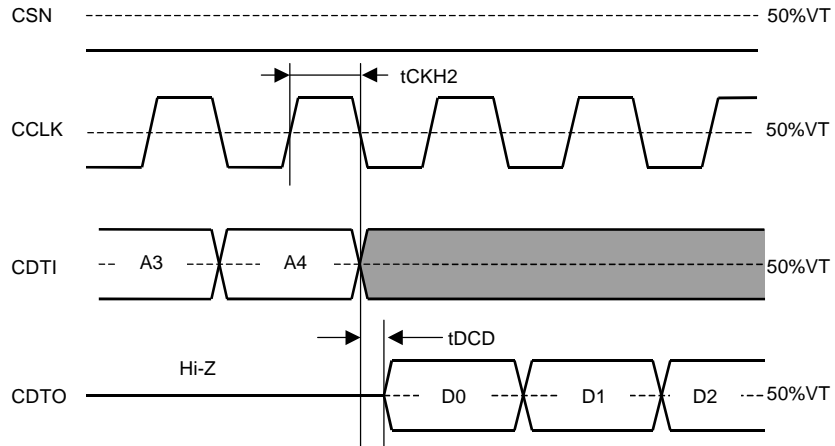 CSN 50%VT
tCKH2
CCLK 50%VT
CDTI A3 A4 50%VT
tDCD
Hi-Z
CDTO D0 D1 D2 50%VT